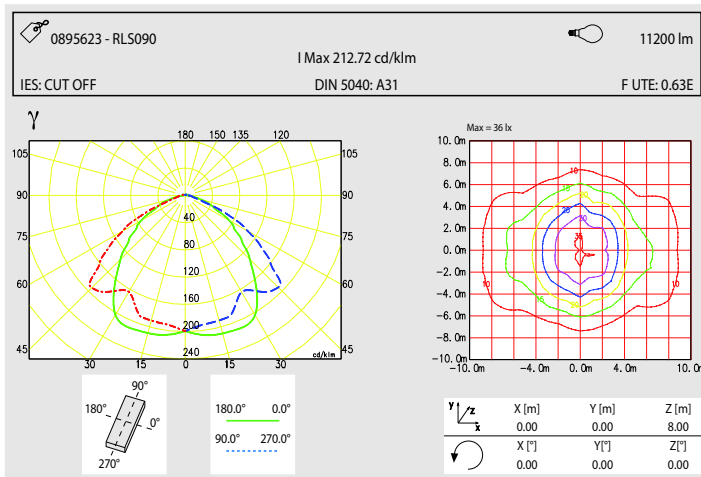 0895623 - RLS090
11200 lm
I Max 212.72 cd/klm
IES: CUT OFF
DIN 5040: A31
F UTE: 0.63E
γ
180 150 135 120
105 105
90 90
75 75
60 60
45 45
40
80
120
160
200
240
cd/klm
30 15 0 15 30
90°
180° 0°
270°
180.0° 0.0°
90.0° 270.0°
Max = 36 lx
10.0m
8.0m
6.0m
4.0m
2.0m
0.0m
-2.0m
-4.0m
-6.0m
-8.0m
-10.0m
-10.0m -4.0m 0.0m 4.0m 10.0m
10
36
10 10
y z x
X [m] Y [m] Z [m]
0.00 0.00 8.00
X [°] Y[°] Z[°]
0.00 0.00 0.00